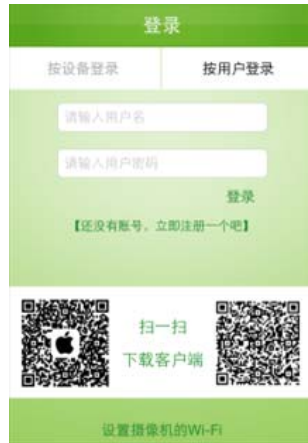 登录
按设备登录 按用户登录
请输入用户名
请输入用户密码
登录
【还没有账号，立即注册一个吧】
扫一扫
下载客户端
设置摄像机的Wi-Fi